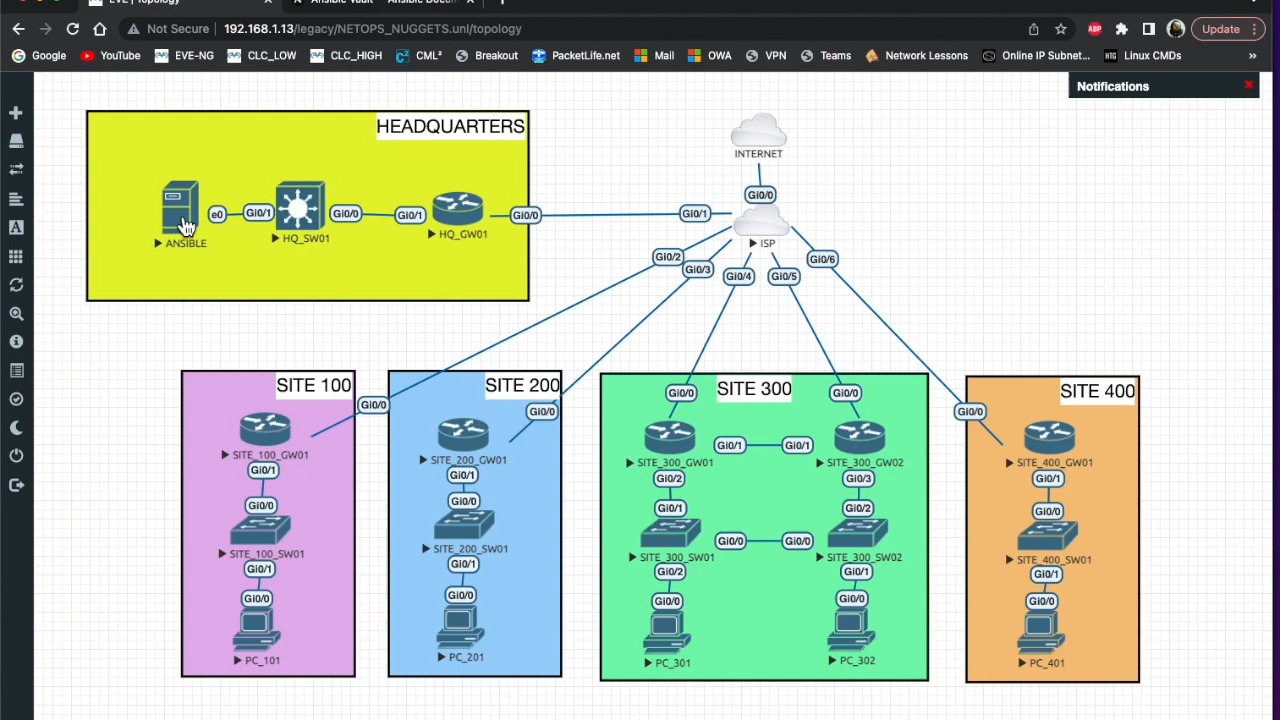 EVE | Topology
Ansible Vault — Ansible Docu
Update
Not Secure
192.168.1.13/legacy/NETOPS_NUGGETS.unl/topology
ABP
Google
YouTube
EVE-NG
CLC_LOW
CLC_HIGH
CML²
Breakout
PacketLife.net
Mail
OWA
VPN
Teams
Network Lessons
Online IP Subnet...
Linux CMDs
»
Notifications
HEADQUARTERS
INTERNET
Gi0/0
e0
Gi0/1
Gi0/0
Gi0/1
Gi0/0
Gi0/1
ANSIBLE
HQ_SW01
HQ_GW01
ISP
Gi0/2
Gi0/3
Gi0/4
Gi0/5
Gi0/6
SITE 100
Gi0/0
SITE_100_GW01
Gi0/1
Gi0/0
SITE_100_SW01
Gi0/1
Gi0/0
PC_101
SITE 200
Gi0/0
SITE_200_GW01
Gi0/1
Gi0/0
SITE_200_SW01
Gi0/1
Gi0/0
PC_201
SITE 300
Gi0/0
Gi0/0
Gi0/1
Gi0/1
SITE_300_GW01
SITE_300_GW02
Gi0/2
Gi0/3
Gi0/1
Gi0/2
Gi0/0
Gi0/0
SITE_300_SW01
SITE_300_SW02
Gi0/2
Gi0/1
Gi0/0
Gi0/0
PC_301
PC_302
SITE 400
Gi0/0
SITE_400_GW01
Gi0/1
Gi0/0
SITE_400_SW01
Gi0/1
Gi0/0
PC_401